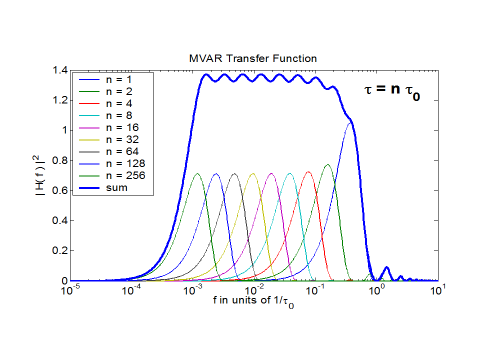 MVAR Transfer Function
1.4
1.2
1
0.8
0.6
0.4
0.2
0
|H(f)|²
n = 1
n = 2
n = 4
n = 8
n = 16
n = 32
n = 64
n = 128
n = 256
sum
τ = n τ₀
10⁻⁵ 10⁻⁴ 10⁻³ 10⁻² 10⁻¹ 10⁰ 10¹
f in units of 1/τ₀